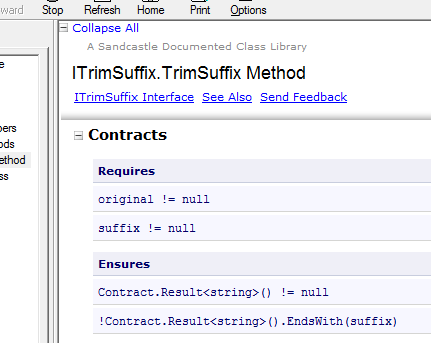 ward Stop Refresh Home Print Options
Collapse All
A Sandcastle Documented Class Library
ITrimSuffix.TrimSuffix Method
ITrimSuffix Interface See Also Send Feedback
Contracts
Requires
original != null
suffix != null
Ensures
Contract.Result<string>() != null
!Contract.Result<string>().EndsWith(suffix)
e
bers
ods
ethod
ss